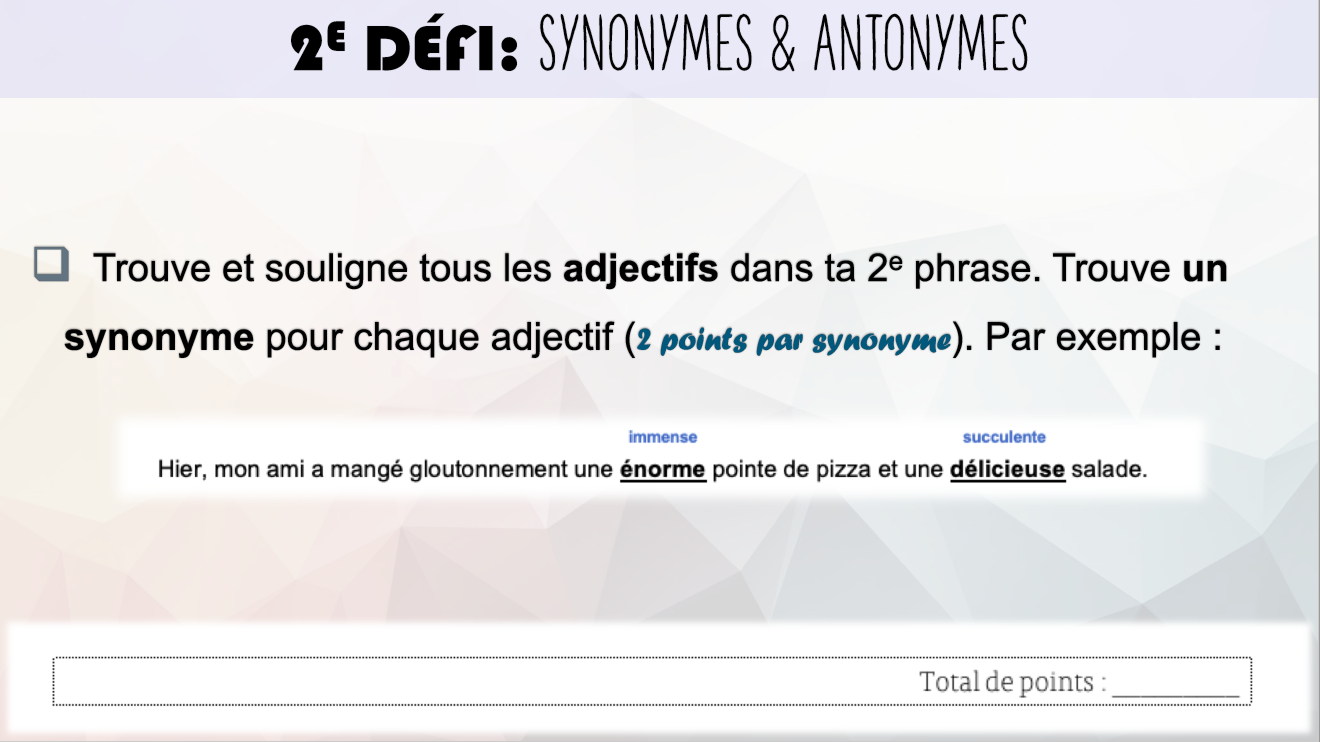 2E DÉFI: SYNONYMES & ANTONYMES
❑ Trouve et souligne tous les adjectifs dans ta 2e phrase. Trouve un
synonyme pour chaque adjectif (2 points par synonyme). Par exemple :
immense succulente
Hier, mon ami a mangé gloutonnement une énorme pointe de pizza et une délicieuse salade.
Total de points : __________